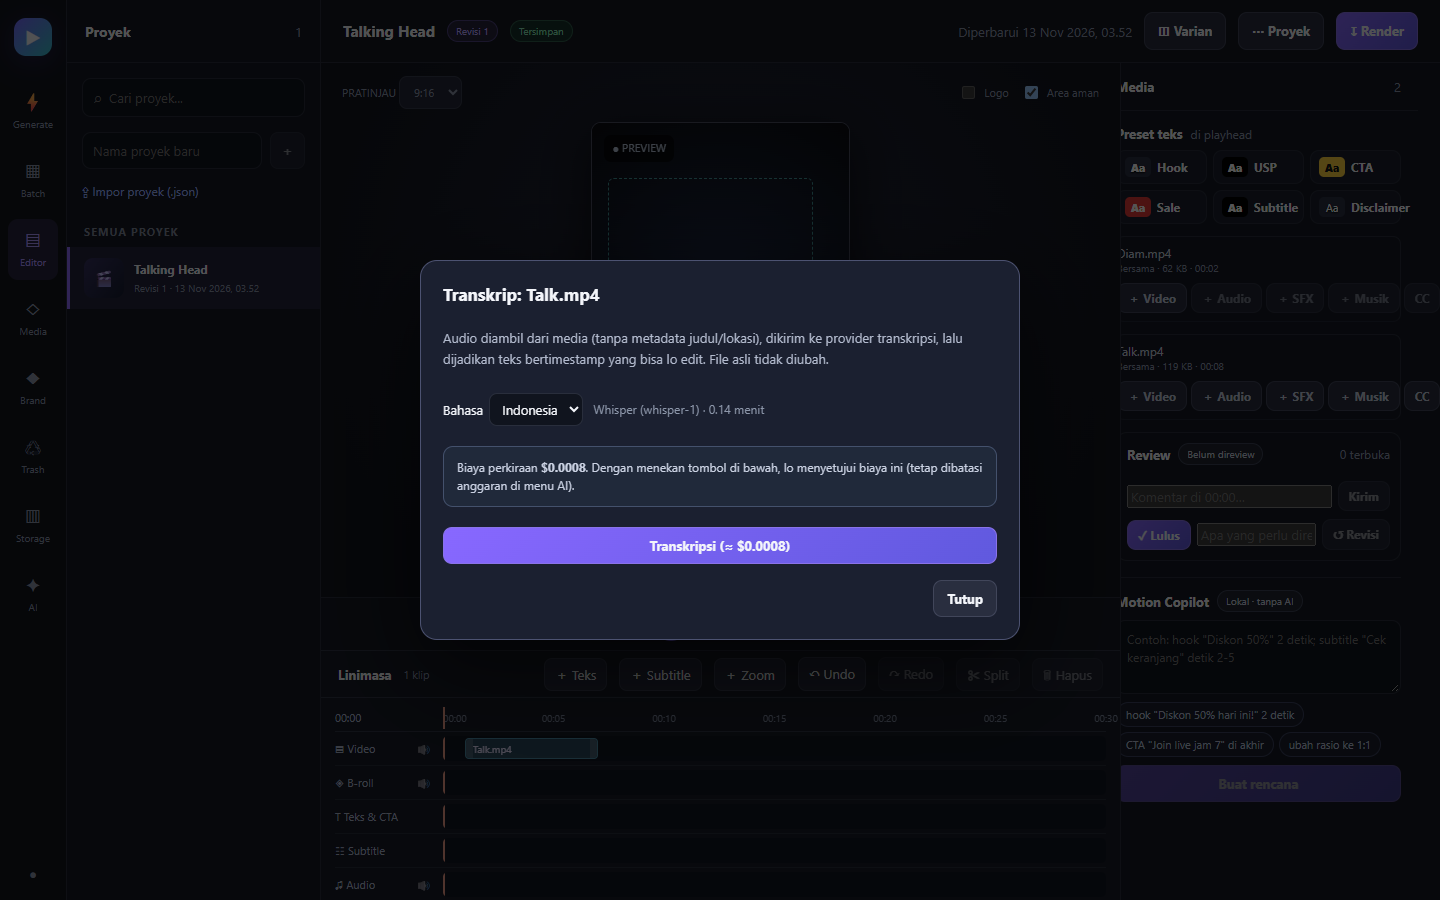 Proyek
1
Talking Head
Revisi 1
Tersimpan
Diperbarui 13 Nov 2026, 03.52
Varian
Proyek
Render
Generate
Batch
Editor
Media
Brand
Trash
Storage
AI
Cari proyek...
Nama proyek baru
+
Impor proyek (.json)
SEMUA PROYEK
Talking Head
Revisi 1 · 13 Nov 2026, 03.52
PRATINJAU
9:16
Logo
Area aman
PREVIEW
Transkrip: Talk.mp4
Audio diambil dari media (tanpa metadata judul/lokasi), dikirim ke provider transkripsi, lalu
dijadikan teks bertimestamp yang bisa lo edit. File asli tidak diubah.
Bahasa
Indonesia
Whisper (whisper-1) · 0.14 menit
Biaya perkiraan $0.0008. Dengan menekan tombol di bawah, lo menyetujui biaya ini (tetap dibatasi
anggaran di menu AI).
Transkripsi (≈ $0.0008)
Tutup
Linimasa
1 klip
+ Teks
+ Subtitle
+ Zoom
Undo
Redo
Split
Hapus
00:00
00:00
00:05
00:10
00:15
00:20
00:25
00:30
Video
Talk.mp4
B-roll
T Teks & CTA
Subtitle
Audio
Media
2
Preset teks
di playhead
Aa Hook
Aa USP
Aa CTA
Aa Sale
Aa Subtitle
Aa Disclaimer
Diam.mp4
Bersama · 62 KB · 00:02
+ Video
+ Audio
+ SFX
+ Musik
CC
Talk.mp4
Bersama · 119 KB · 00:08
+ Video
+ Audio
+ SFX
+ Musik
CC
Review
Belum direview
0 terbuka
Komentar di 00:00...
Kirim
✓ Lulus
Apa yang perlu dire
Revisi
Motion Copilot
Lokal · tanpa AI
Contoh: hook "Diskon 50%" 2 detik; subtitle "Cek
keranjang" detik 2-5
hook "Diskon 50% hari ini!" 2 detik
CTA "Join live jam 7" di akhir
ubah rasio ke 1:1
Buat rencana